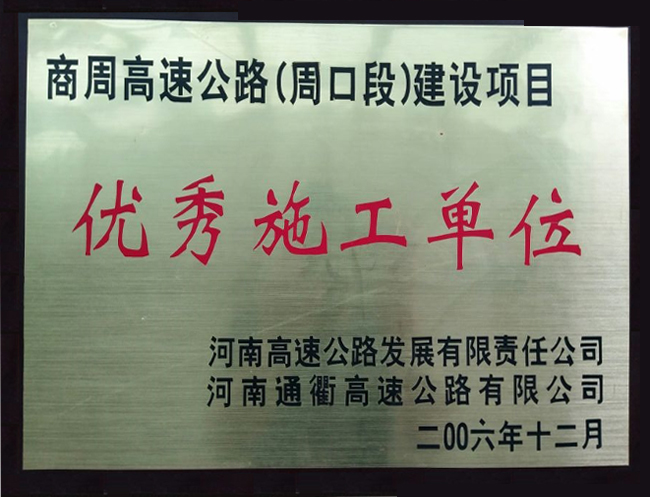 商周高速公路(周口段)建设项目
优秀施工单位
河南高速公路发展有限责任公司
河南通衢高速公路有限公司
二00六年十二月